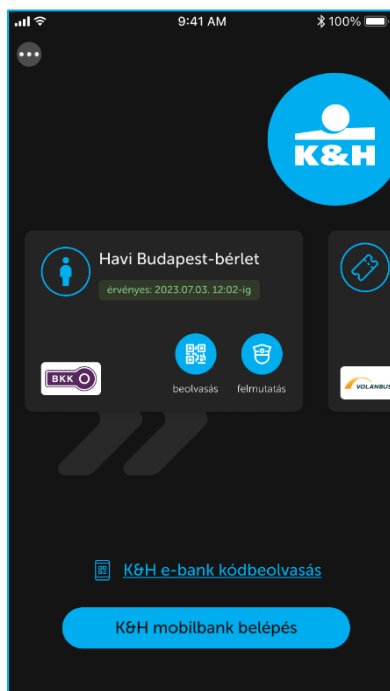 9:41 AM
100%
K&H
Havi Budapest-bérlet
érvényes: 2023.07.03. 12:02-ig
BKK
beolvasás
felmutatás
VOLÁNBUS
K&H e-bank kódbeolvasás
K&H mobilbank belépés